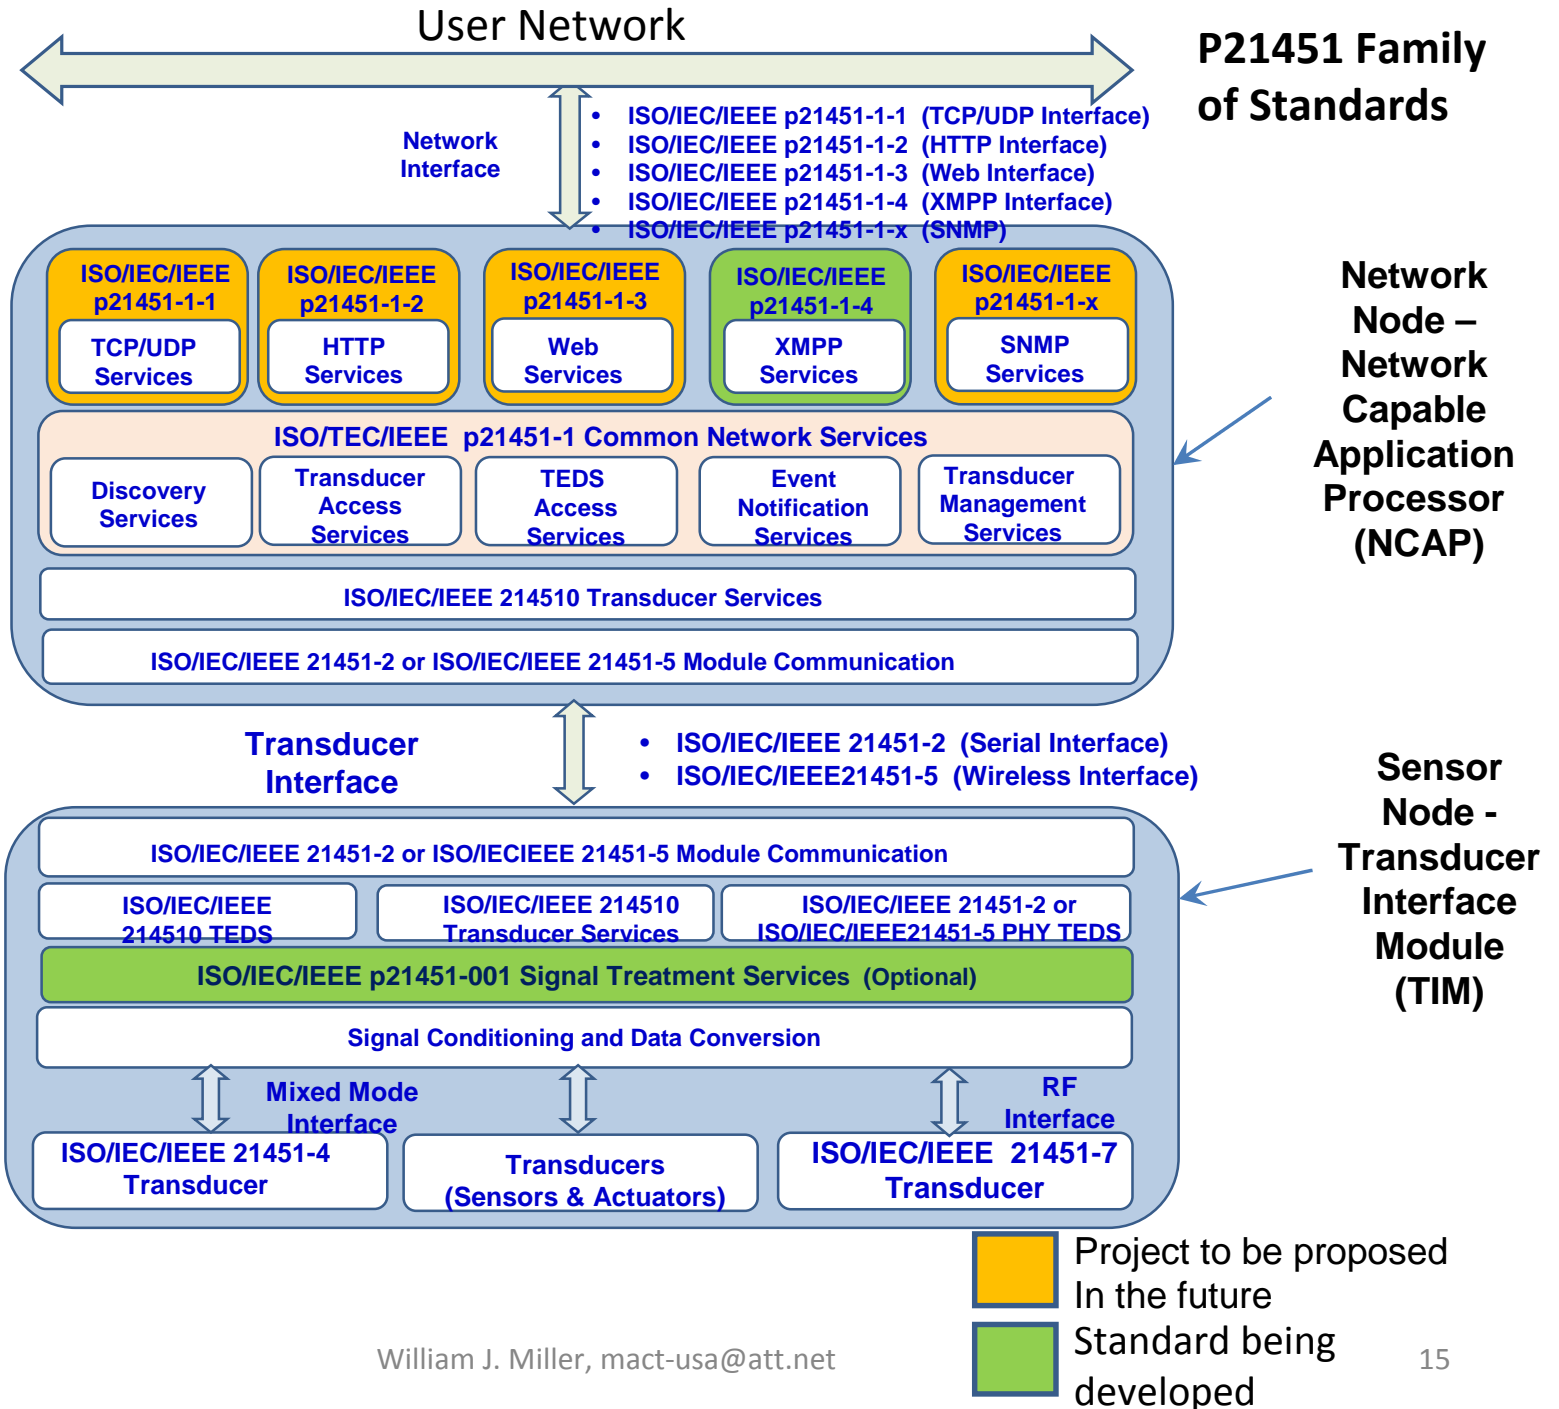 User Network
P21451 Family
of Standards
Network
Interface
• ISO/IEC/IEEE p21451-1-1 (TCP/UDP Interface)
• ISO/IEC/IEEE p21451-1-2 (HTTP Interface)
• ISO/IEC/IEEE p21451-1-3 (Web Interface)
• ISO/IEC/IEEE p21451-1-4 (XMPP Interface)
• ISO/IEC/IEEE p21451-1-x (SNMP)
ISO/IEC/IEEE
p21451-1-1
TCP/UDP
Services
ISO/IEC/IEEE
p21451-1-2
HTTP
Services
ISO/IEC/IEEE
p21451-1-3
Web
Services
ISO/IEC/IEEE
p21451-1-4
XMPP
Services
ISO/IEC/IEEE
p21451-1-x
SNMP
Services
Network
Node –
Network
Capable
Application
Processor
(NCAP)
ISO/TEC/IEEE p21451-1 Common Network Services
Discovery
Services
Transducer
Access
Services
TEDS
Access
Services
Event
Notification
Services
Transducer
Management
Services
ISO/IEC/IEEE 214510 Transducer Services
ISO/IEC/IEEE 21451-2 or ISO/IEC/IEEE 21451-5 Module Communication
Transducer
Interface
• ISO/IEC/IEEE 21451-2 (Serial Interface)
• ISO/IEC/IEEE21451-5 (Wireless Interface)
Sensor
Node -
Transducer
Interface
Module
(TIM)
ISO/IEC/IEEE 21451-2 or ISO/IECIEEE 21451-5 Module Communication
ISO/IEC/IEEE
214510 TEDS
ISO/IEC/IEEE 214510
Transducer Services
ISO/IEC/IEEE 21451-2 or
ISO/IEC/IEEE21451-5 PHY TEDS
ISO/IEC/IEEE p21451-001 Signal Treatment Services (Optional)
Signal Conditioning and Data Conversion
Mixed Mode
Interface
RF
Interface
ISO/IEC/IEEE 21451-4
Transducer
Transducers
(Sensors & Actuators)
ISO/IEC/IEEE 21451-7
Transducer
Project to be proposed
In the future
Standard being
developed
William J. Miller, mact-usa@att.net
15